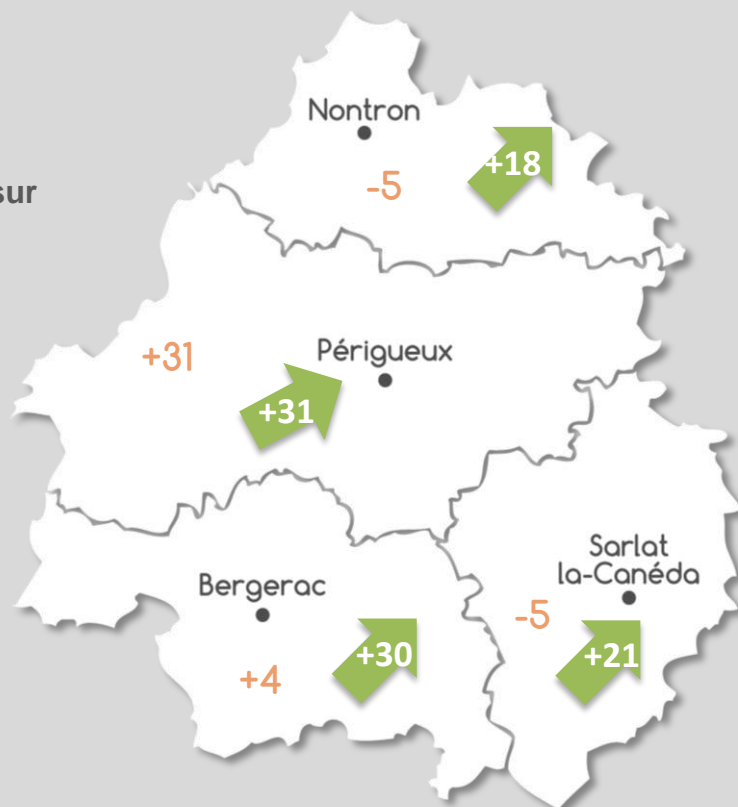 Nontron
+18
-5
sur
Périgueux
+31
+31
Sarlat
la-Canéda
Bergerac
-5
+30
+21
+4